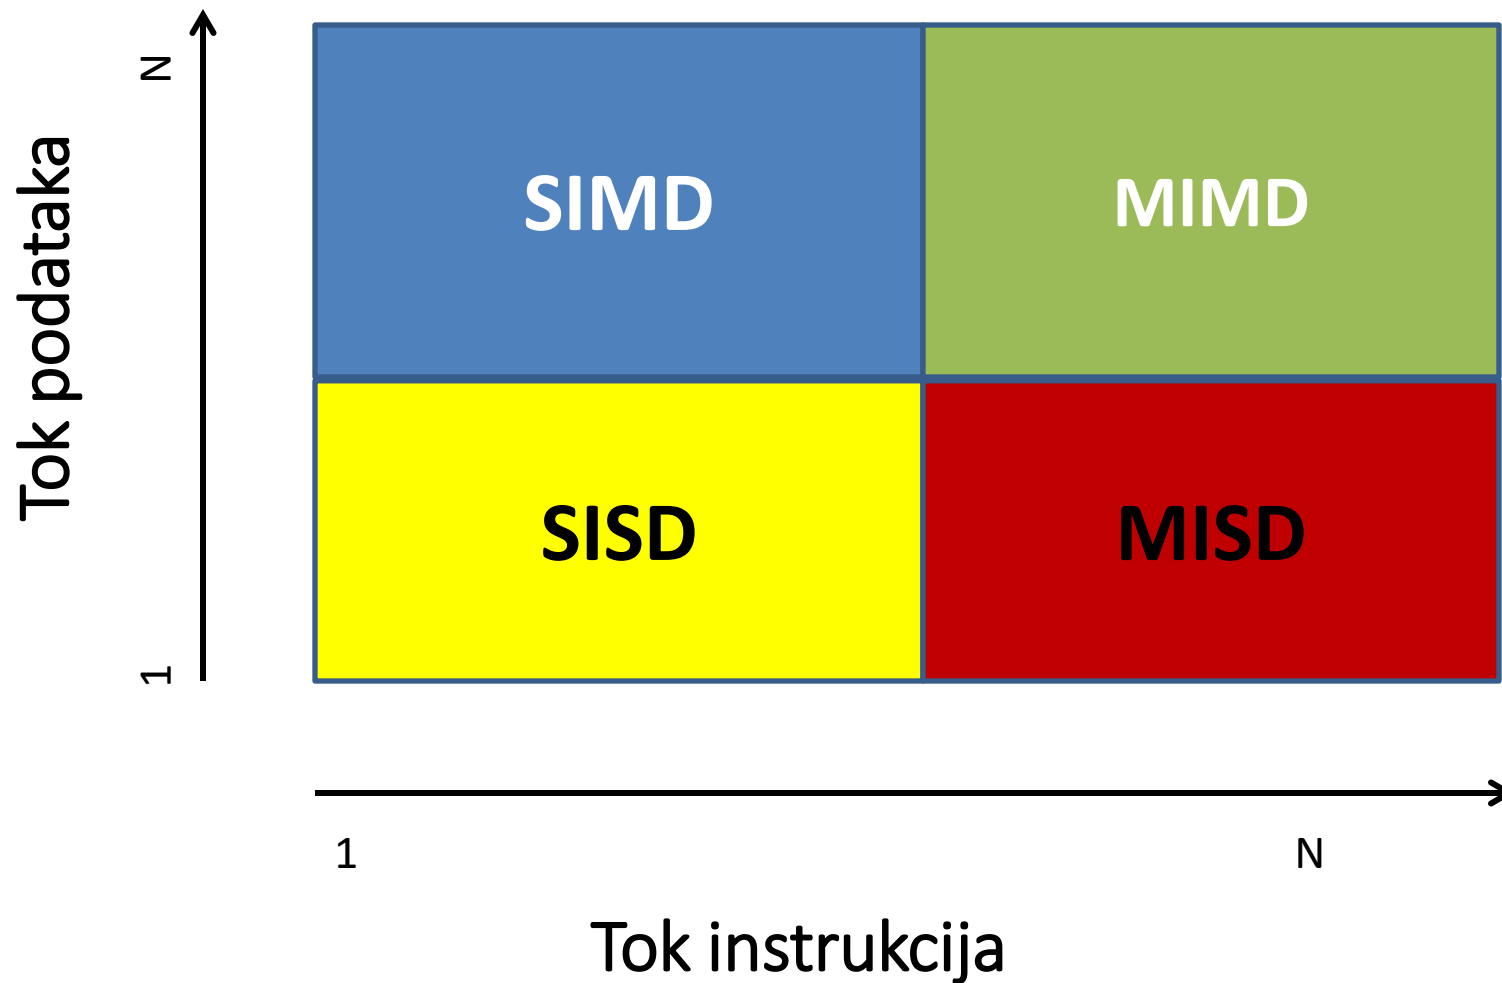 N
Tok podataka
1
SIMD
MIMD
SISD
MISD
1
N
Tok instrukcija